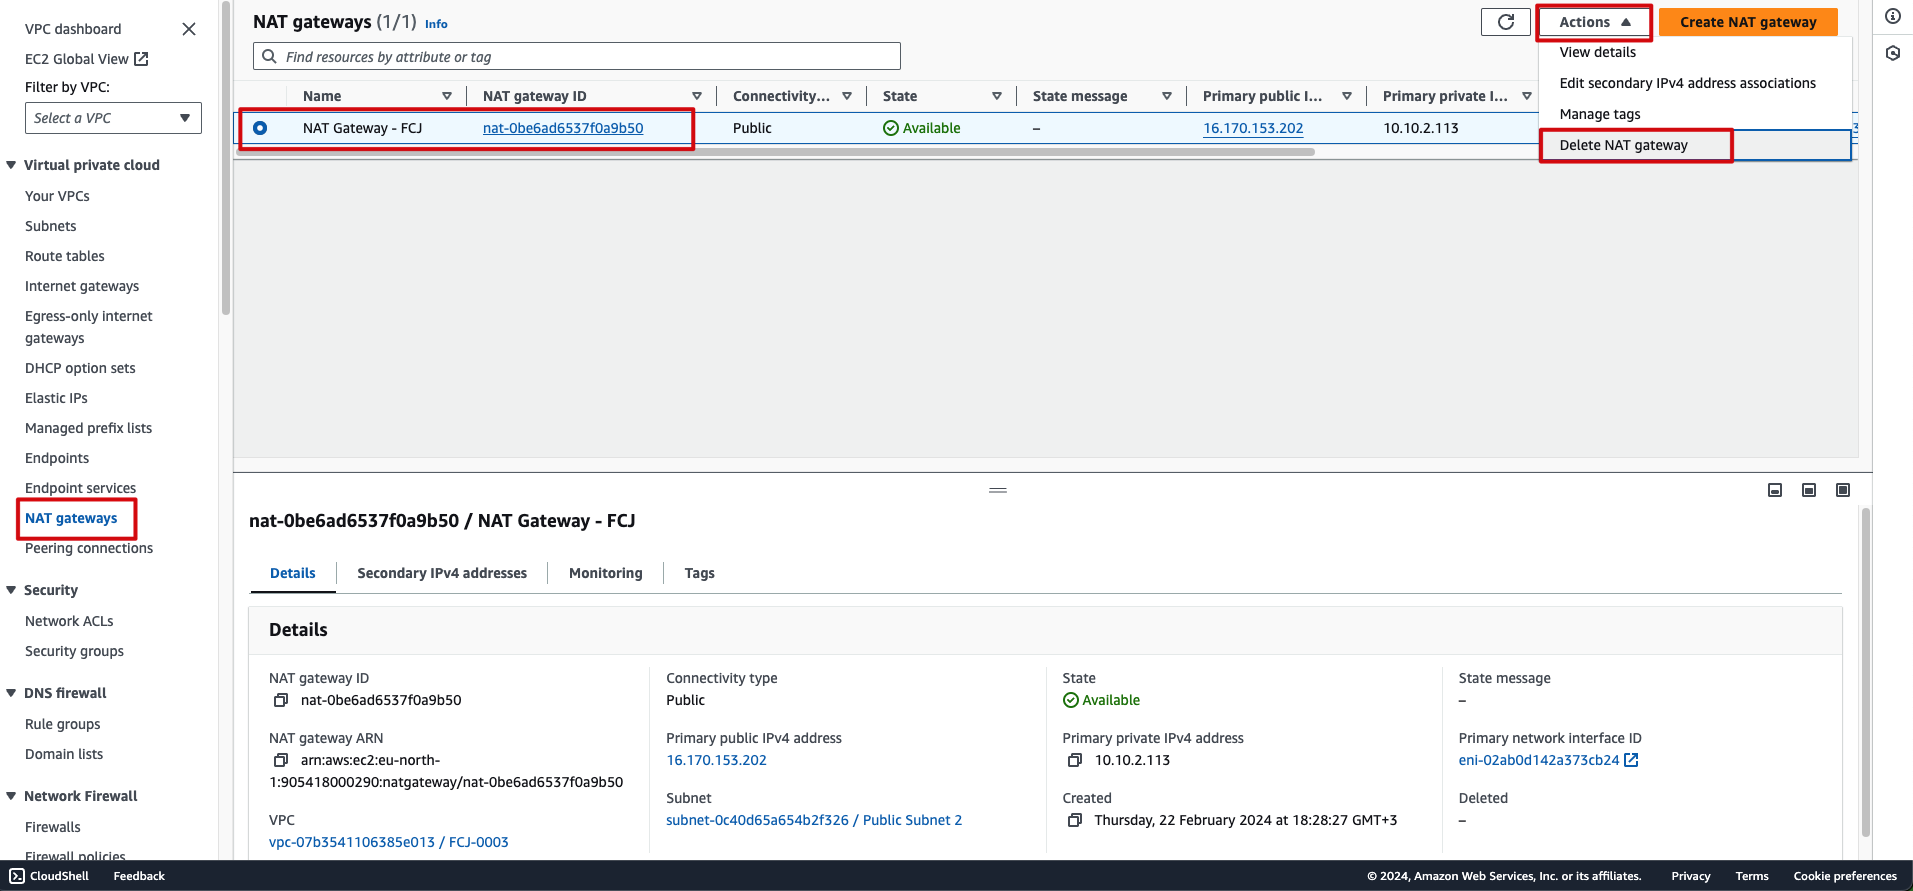 VPC dashboard
EC2 Global View
Filter by VPC:
Select a VPC
Virtual private cloud
Your VPCs
Subnets
Route tables
Internet gateways
Egress-only internet
gateways
DHCP option sets
Elastic IPs
Managed prefix lists
Endpoints
Endpoint services
NAT gateways
Peering connections
Security
Network ACLs
Security groups
DNS firewall
Rule groups
Domain lists
Network Firewall
Firewalls
Firewall policies
NAT gateways (1/1) Info
Actions
Create NAT gateway
Find resources by attribute or tag
View details
Edit secondary IPv4 address associations
Manage tags
Delete NAT gateway
Name NAT gateway ID Connectivity... State State message Primary public I... Primary private I...
NAT Gateway - FCJ nat-0be6ad6537f0a9b50 Public Available – 16.170.153.202 10.10.2.113
nat-0be6ad6537f0a9b50 / NAT Gateway - FCJ
Details Secondary IPv4 addresses Monitoring Tags
Details
NAT gateway ID
nat-0be6ad6537f0a9b50
Connectivity type
Public
State
Available
State message
–
NAT gateway ARN
arn:aws:ec2:eu-north-
1:905418000290:natgateway/nat-0be6ad6537f0a9b50
Primary public IPv4 address
16.170.153.202
Primary private IPv4 address
10.10.2.113
Primary network interface ID
eni-02ab0d142a373cb24
VPC
vpc-07b3541106385e013 / FCJ-0003
Subnet
subnet-0c40d65a654b2f326 / Public Subnet 2
Created
Thursday, 22 February 2024 at 18:28:27 GMT+3
Deleted
–
CloudShell Feedback © 2024, Amazon Web Services, Inc. or its affiliates. Privacy Terms Cookie preferences